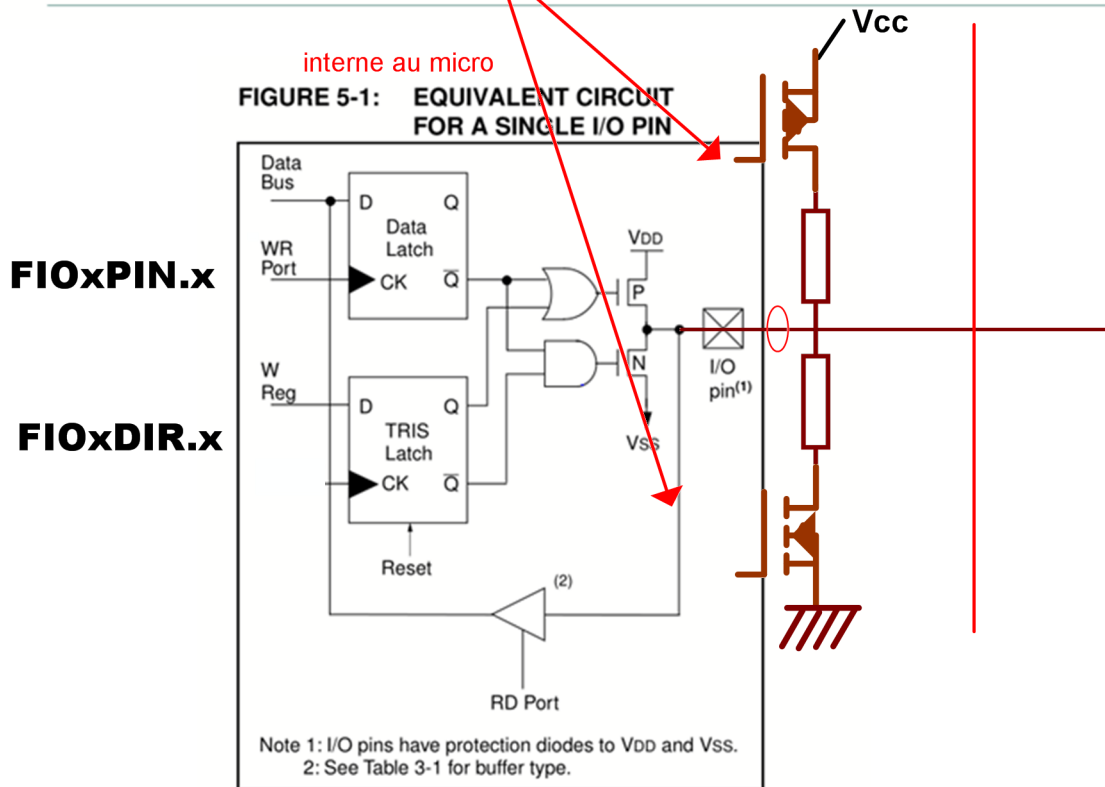 Vcc
interne au micro
FIGURE 5-1: EQUIVALENT CIRCUIT
FOR A SINGLE I/O PIN
Data
Bus
D
Q
Data
Latch
WR
Port
CK
Q
FIOxPIN.x
VDD
P
N
I/O
pin(1)
VSS
W
Reg
D
Q
TRIS
Latch
CK
Q
FIOxDIR.x
Reset
(2)
RD Port
Note 1: I/O pins have protection diodes to VDD and VSS.
2: See Table 3-1 for buffer type.